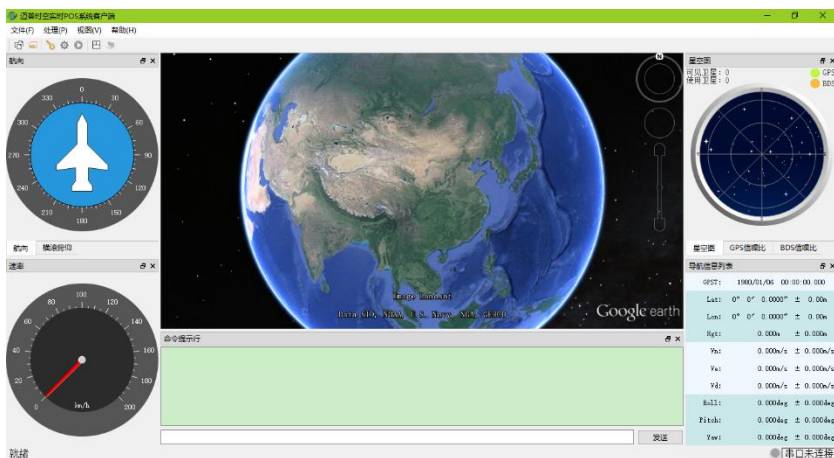 迈普时空实时POS系统客户端
文件(F) 处理(P) 视图(V) 帮助(H)
航向
0
30
60
90
120
150
180
210
240
270
300
330
航向 横滚俯仰
速率
0
20
40
60
80
100
120
140
160
180
200
km/h
N
Image Landsat
Data SIO, NOAA, U.S. Navy, NGA, GEBCO
Google earth
命令提示行
发送
星空图
可见卫星: 0
使用卫星: 0
GPS
BDS
星空图 GPS信噪比 BDS信噪比
导航信息列表
GPST: 1980/01/06 00:00:00.000
Lat: 0° 0′ 0.0000″ ± 0.00m
Lon: 0° 0′ 0.0000″ ± 0.00m
Hgt: 0.000m ± 0.00m
Vn: 0.000m/s ± 0.000m/s
Ve: 0.000m/s ± 0.000m/s
Vd: 0.000m/s ± 0.000m/s
Roll: 0.000deg ± 0.000deg
Pitch: 0.000deg ± 0.000deg
Yaw: 0.000deg ± 0.000deg
就绪
串口未连接